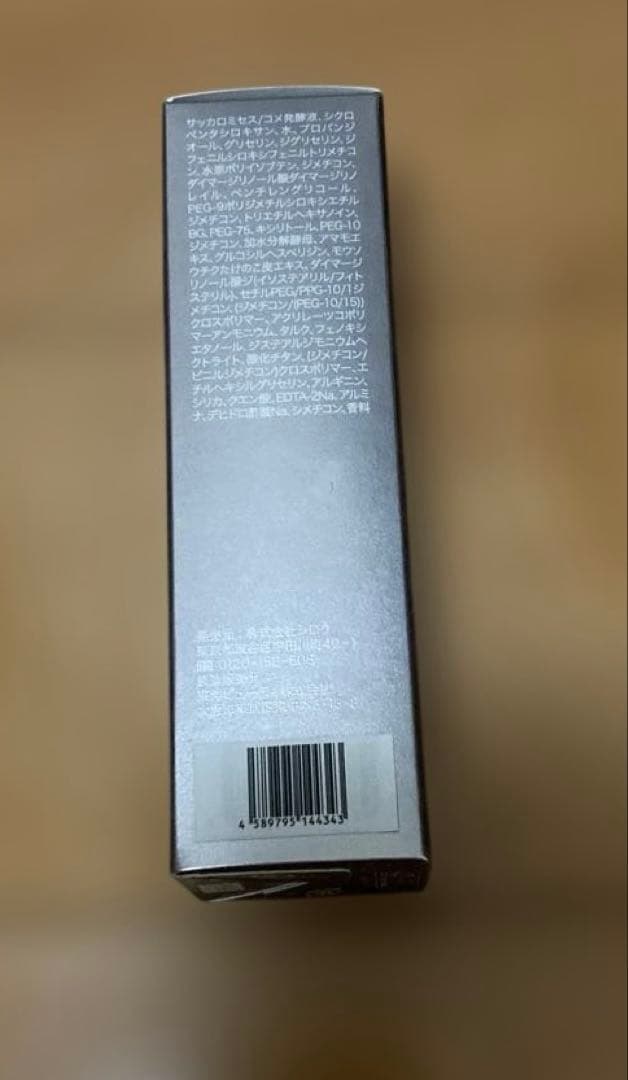 サッカロミセス/コメ発酵液、シクロ
ペンタシロキサン、水、プロパンジ
オール、グリセリン、ジグリセリン、ジ
フェニルシロキシフェニルトリメチコ
ン、水添ポリイソブテン、ジメチコン、
ダイマージリノール酸ダイマージリノ
レイル、ペンチレングリコール、
PEG-9ポリジメチルシロキシエチル
ジメチコン、トリエチルヘキサノイン、
BG、PEG-75、キシリトール、PEG-10
ジメチコン、加水分解酵母、アマモエ
キス、グルコシルヘスペリジン、モウソ
ウチクたけのこ皮エキス、ダイマージ
リノール酸ジ(イソステアリル/フィト
ステリル)、セチルPEG/PPG-10/1ジ
メチコン、(ジメチコン/(PEG-10/15))
クロスポリマー、アクリレーツコポリ
マーアンモニウム、タルク、フェノキシ
エタノール、ジステアルジモニウムヘ
クトライト、酸化チタン、(ジメチコン/
ビニルジメチコン)クロスポリマー、エ
チルヘキシルグリセリン、アルギニン、
シリカ、クエン酸、EDTA-2Na、アルミ
ナ、デヒドロ酢酸Na、シメチコン、香料
株式会社シロク
4 589795 144343